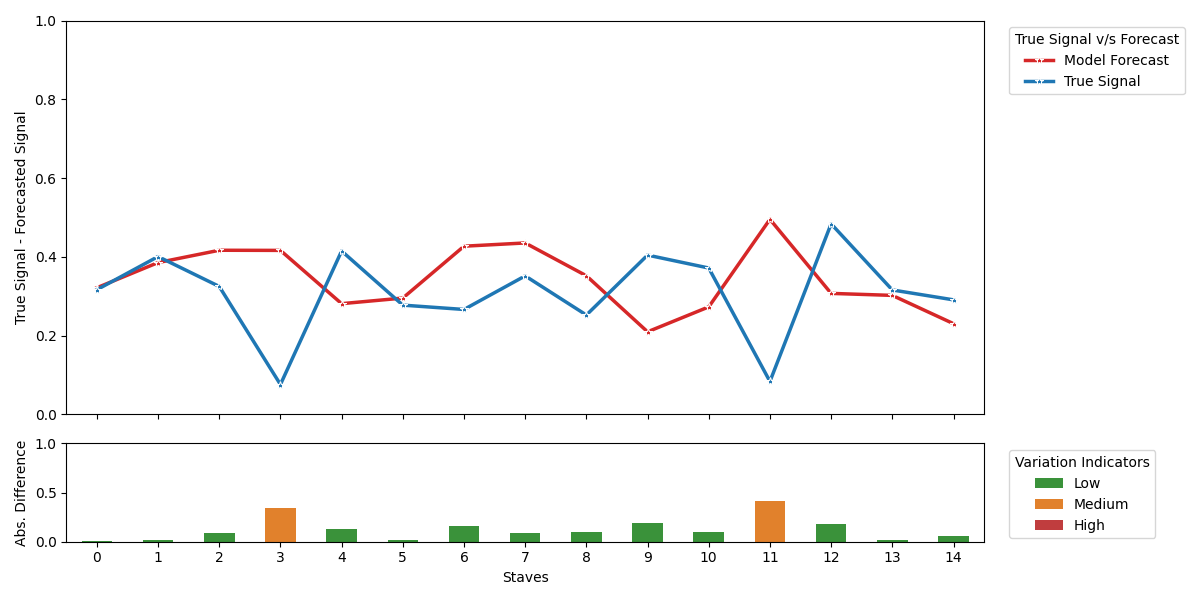 1.0
0.8
0.6
0.4
0.2
0.0
True Signal - Forecasted Signal
True Signal v/s Forecast
Model Forecast
True Signal
1.0
0.5
0.0
Abs. Difference
0 1 2 3 4 5 6 7 8 9 10 11 12 13 14
Staves
Variation Indicators
Low
Medium
High